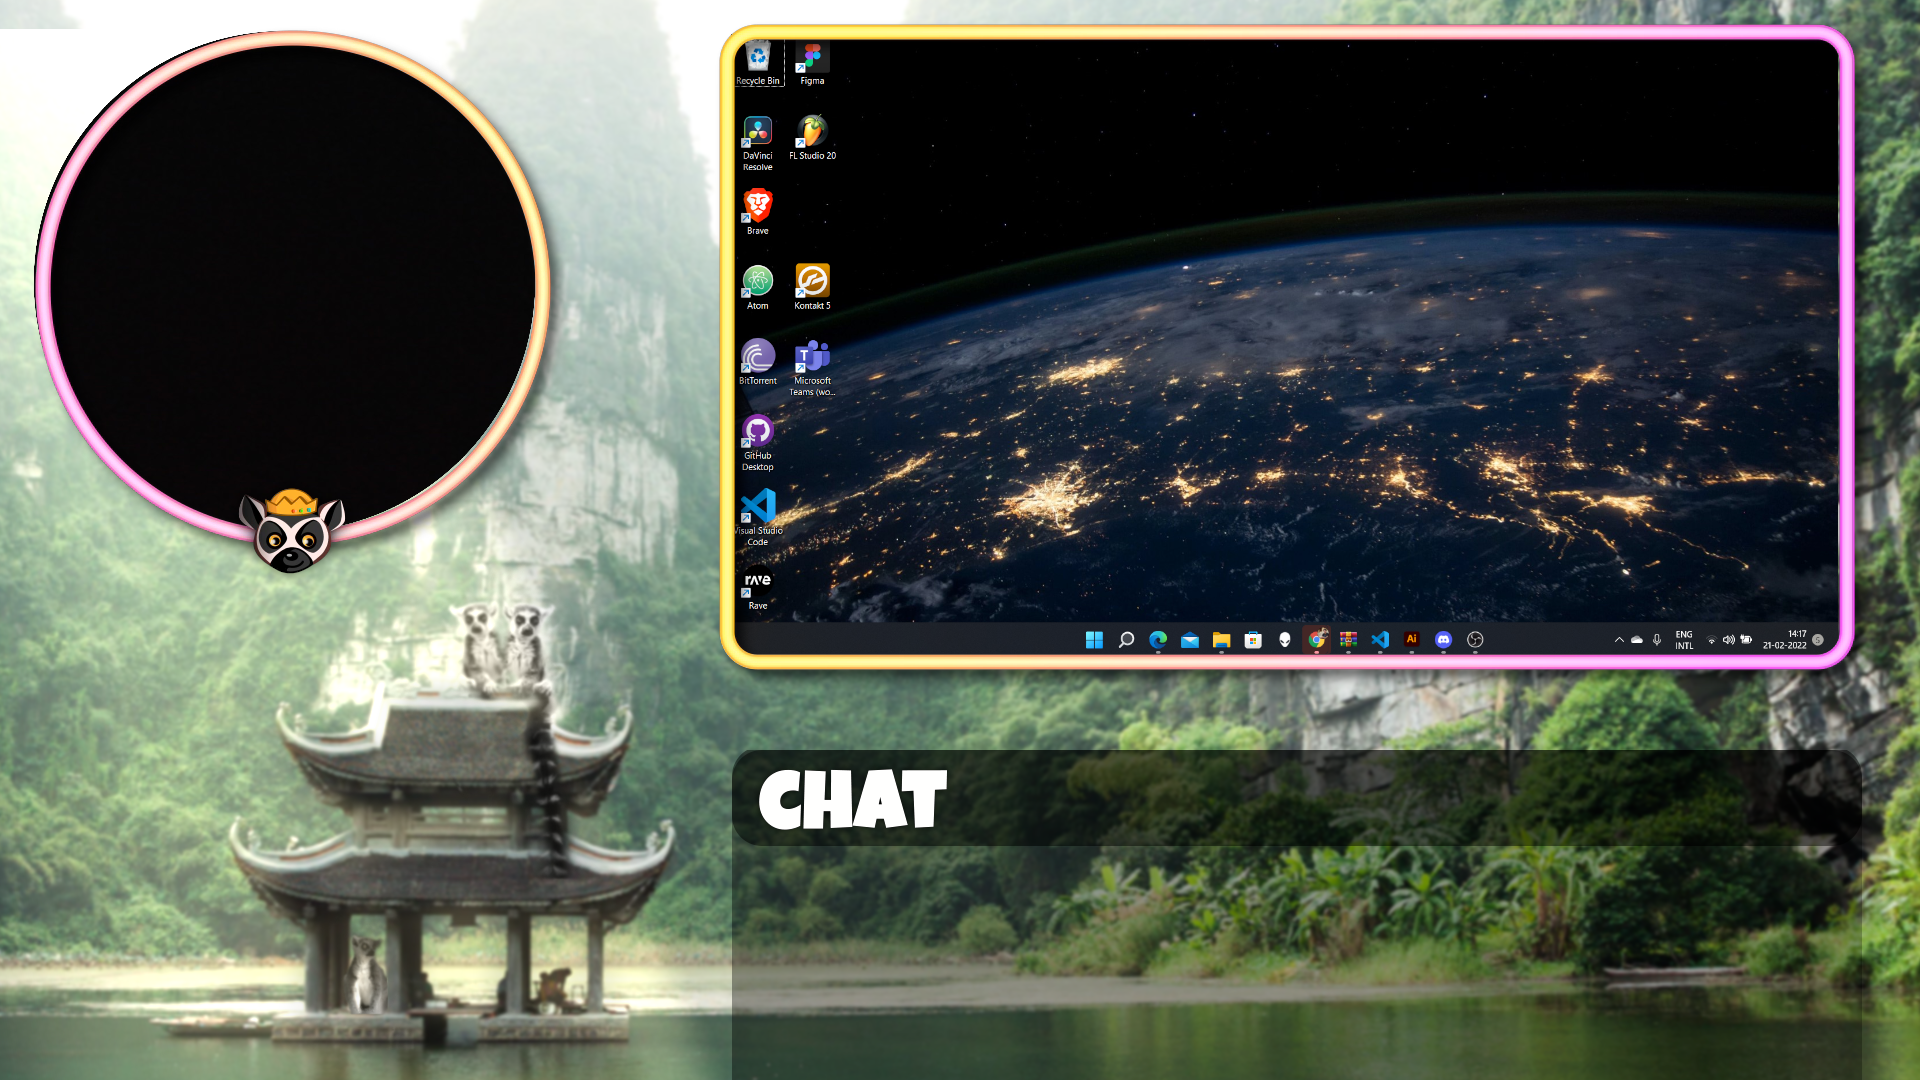 Recycle Bin
Figma
DaVinci
Resolve
FL Studio 20
Brave
Atom
Kontakt 5
BitTorrent
Microsoft
Teams (wo...
GitHub
Desktop
Visual Studio
Code
rave
Rave
Ai
ENG
INTL
14:17
21-02-2022
CHAT